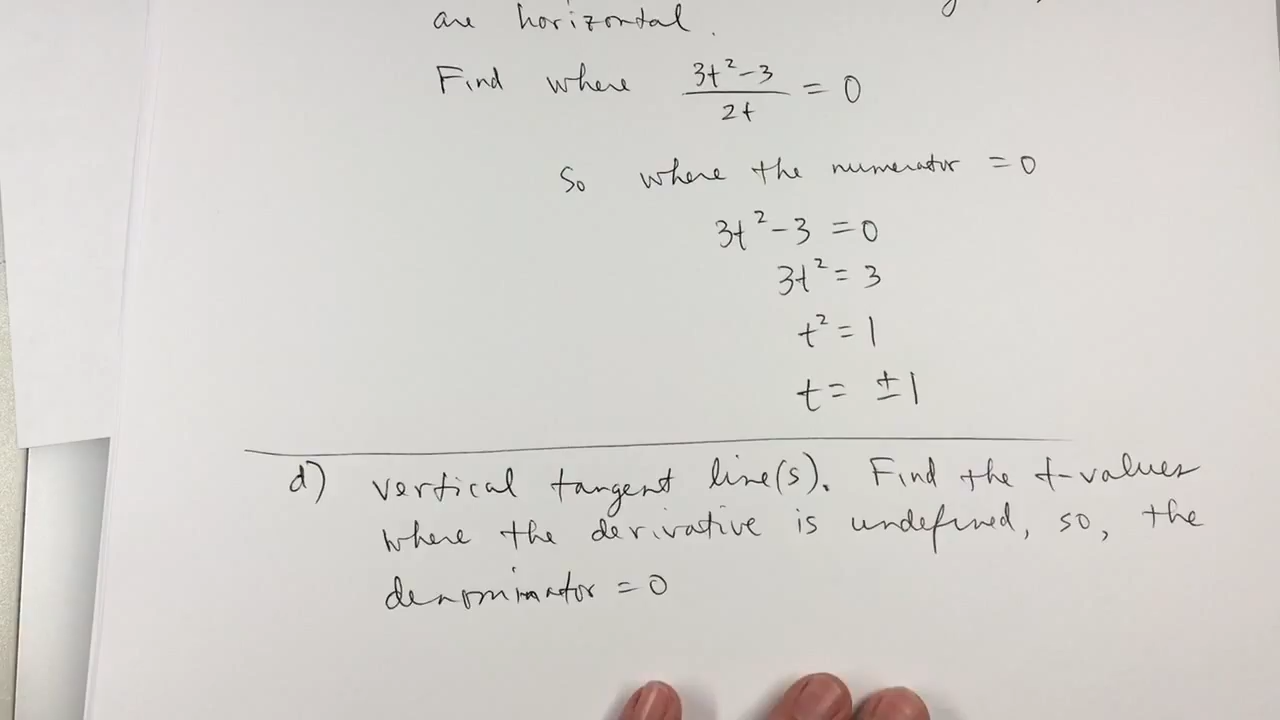 are horizontal.
Find where (3t²-3)/(2t) = 0
So where the numerator = 0
3t²-3 = 0
3t² = 3
t² = 1
t = ±1
d) vertical tangent line(s). Find the t-values
where the derivative is undefined, so, the
denominator = 0